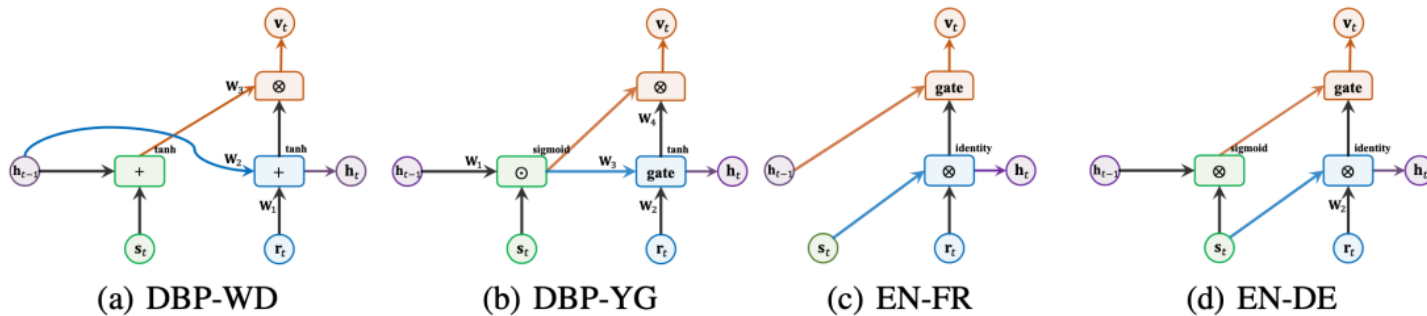 v_t v_t v_t v_t
W_3 ⊗ ⊗ gate gate
W_4
tanh tanh sigmoid tanh identity sigmoid identity
h_{t-1} + W_2 + h_t h_{t-1} W_1 ⊙ W_3 gate h_t h_{t-1} ⊗ h_t h_{t-1} ⊗ ⊗ h_t
W_1 W_2 W_2
s_t r_t s_t r_t s_t r_t s_t r_t
(a) DBP-WD (b) DBP-YG (c) EN-FR (d) EN-DE